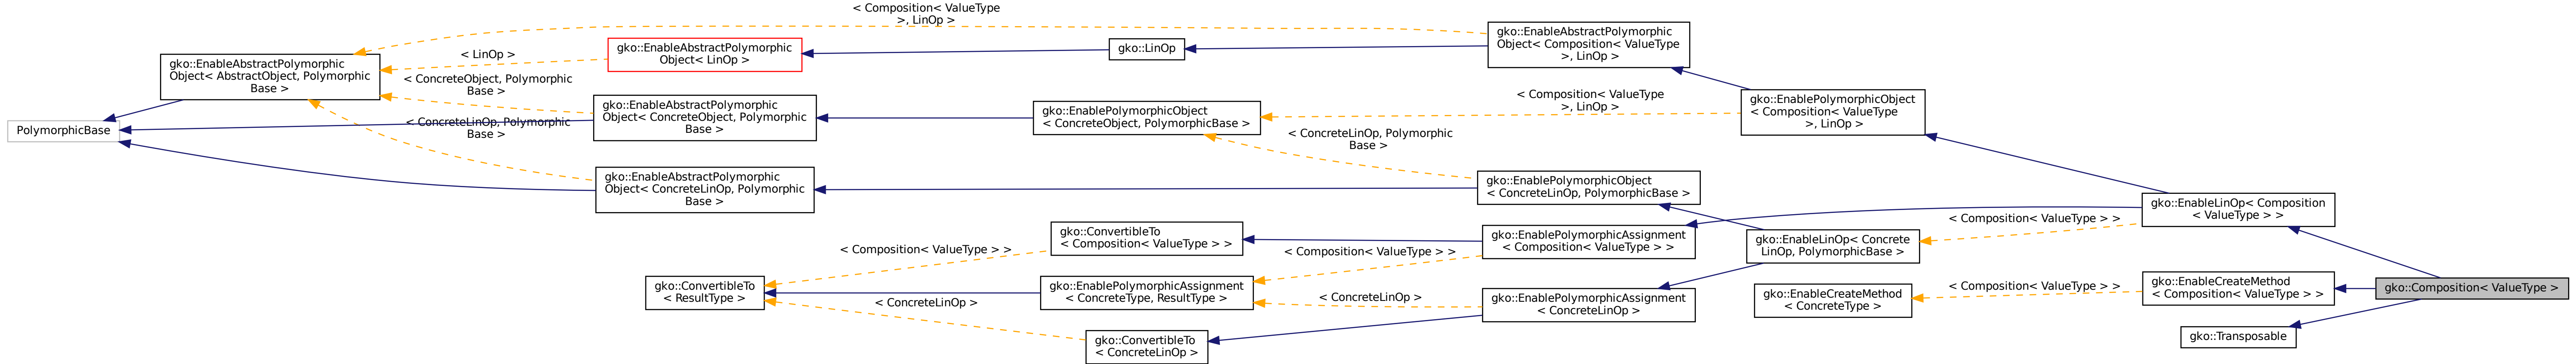 PolymorphicBase
gko::EnableAbstractPolymorphic
Object< AbstractObject, Polymorphic
Base >
< Composition< ValueType
>, LinOp >
< LinOp >
< ConcreteObject, Polymorphic
Base >
< ConcreteLinOp, Polymorphic
Base >
gko::EnableAbstractPolymorphic
Object< LinOp >
gko::EnableAbstractPolymorphic
Object< ConcreteObject, Polymorphic
Base >
gko::EnableAbstractPolymorphic
Object< ConcreteLinOp, Polymorphic
Base >
gko::ConvertibleTo
< ResultType >
< Composition< ValueType > >
< ConcreteLinOp >
gko::LinOp
gko::EnablePolymorphicObject
< ConcreteObject, PolymorphicBase >
gko::ConvertibleTo
< Composition< ValueType > >
gko::EnablePolymorphicAssignment
< ConcreteType, ResultType >
gko::ConvertibleTo
< ConcreteLinOp >
< Composition< ValueType
>, LinOp >
< ConcreteLinOp, Polymorphic
Base >
< Composition< ValueType > >
< ConcreteLinOp >
gko::EnableAbstractPolymorphic
Object< Composition< ValueType
>, LinOp >
gko::EnablePolymorphicObject
< ConcreteLinOp, PolymorphicBase >
gko::EnablePolymorphicAssignment
< Composition< ValueType > >
gko::EnablePolymorphicAssignment
< ConcreteLinOp >
gko::EnablePolymorphicObject
< Composition< ValueType
>, LinOp >
gko::EnableLinOp< Concrete
LinOp, PolymorphicBase >
gko::EnableCreateMethod
< ConcreteType >
< Composition< ValueType > >
< Composition< ValueType > >
gko::EnableLinOp< Composition
< ValueType > >
gko::EnableCreateMethod
< Composition< ValueType > >
gko::Transposable
gko::Composition< ValueType >